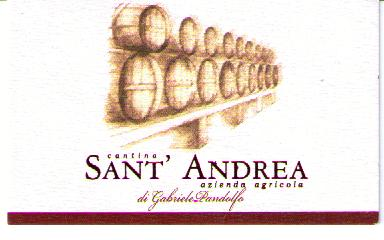 cantina
SANT' ANDREA
azienda agricola
di Gabriele Pandolfo